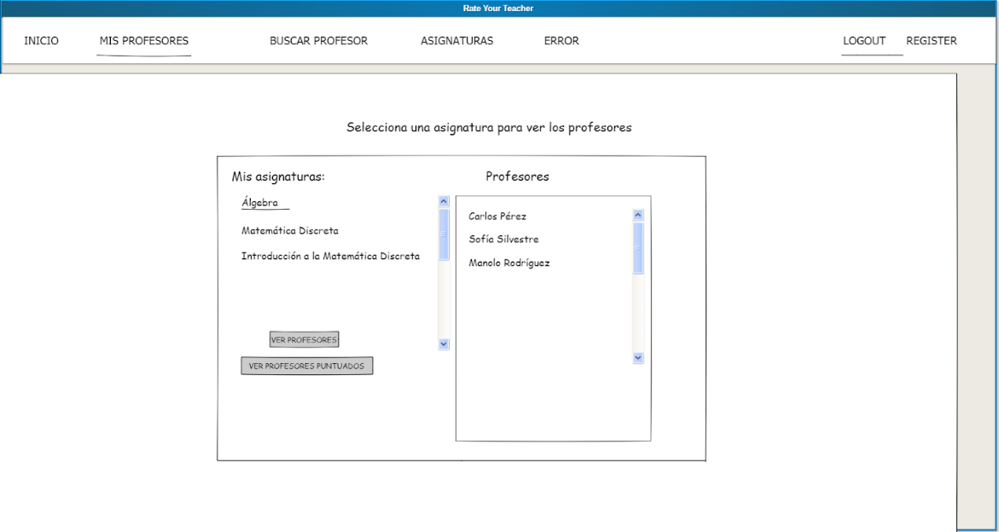 Rate Your Teacher
INICIO MIS PROFESORES BUSCAR PROFESOR ASIGNATURAS ERROR LOGOUT REGISTER
Selecciona una asignatura para ver los profesores
Mis asignaturas:
Álgebra
Matemática Discreta
Introducción a la Matemática Discreta
VER PROFESORES
VER PROFESORES PUNTUADOS
Profesores
Carlos Pérez
Sofía Silvestre
Manolo Rodríguez